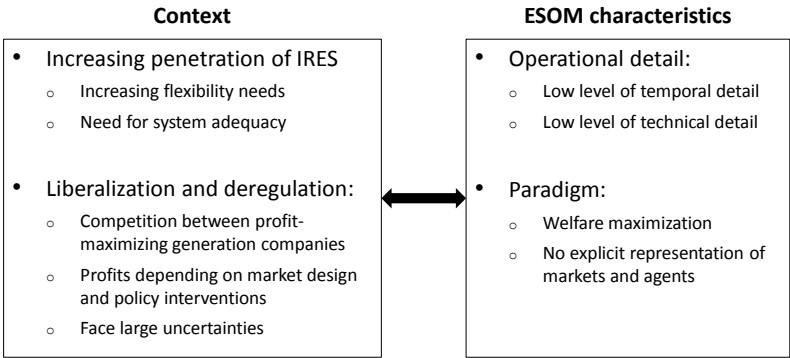 Context
• Increasing penetration of IRES
o Increasing flexibility needs
o Need for system adequacy
• Liberalization and deregulation:
o Competition between profit-
maximizing generation companies
o Profits depending on market design
and policy interventions
o Face large uncertainties
ESOM characteristics
• Operational detail:
o Low level of temporal detail
o Low level of technical detail
• Paradigm:
o Welfare maximization
o No explicit representation of
markets and agents